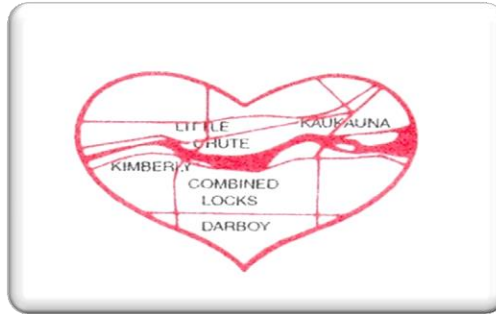 LITTLE
CHUTE
KAUKAUNA
KIMBERLY
COMBINED
LOCKS
DARBOY